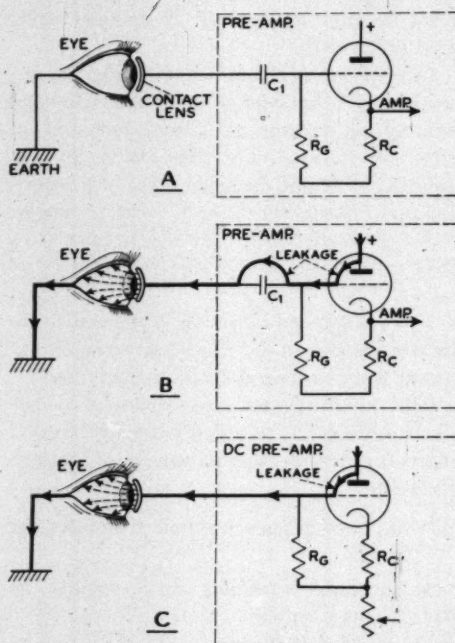 PRE-AMP.
EYE
+
C1
AMP.
CONTACT
LENS
RG
RC
EARTH
A
PRE-AMP.
EYE
LEAKAGE
+
C1
AMP.
RG
RC
B
DC PRE-AMP.
EYE
LEAKAGE
RG
RC
C